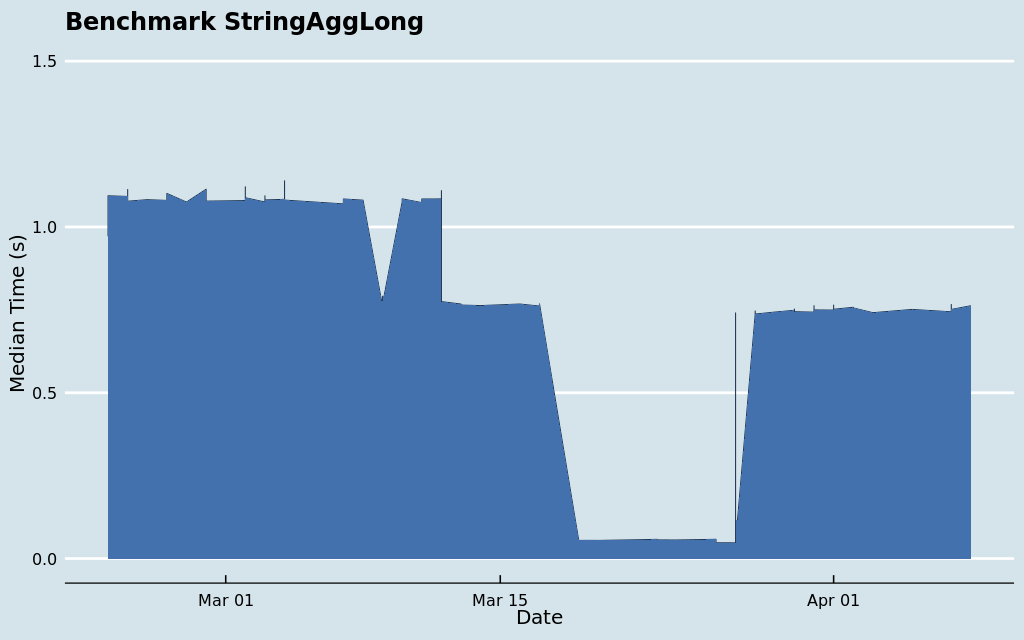 Benchmark StringAggLong
1.5
1.0
0.5
0.0
Median Time (s)
Mar 01
Mar 15
Apr 01
Date